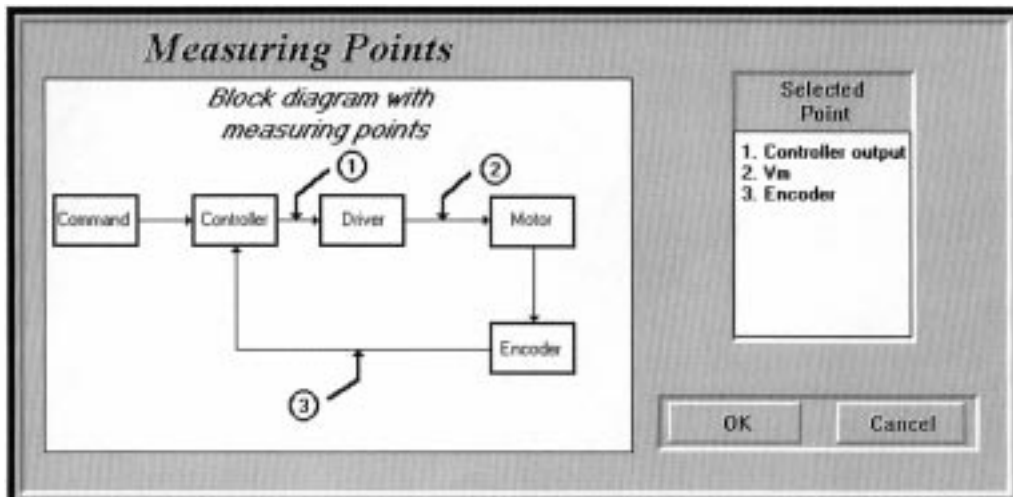 Measuring Points
Block diagram with
measuring points
1
2
Command
Controller
Driver
Motor
Encoder
3
Selected
Point
1. Controller output
2. Vm
3. Encoder
OK
Cancel